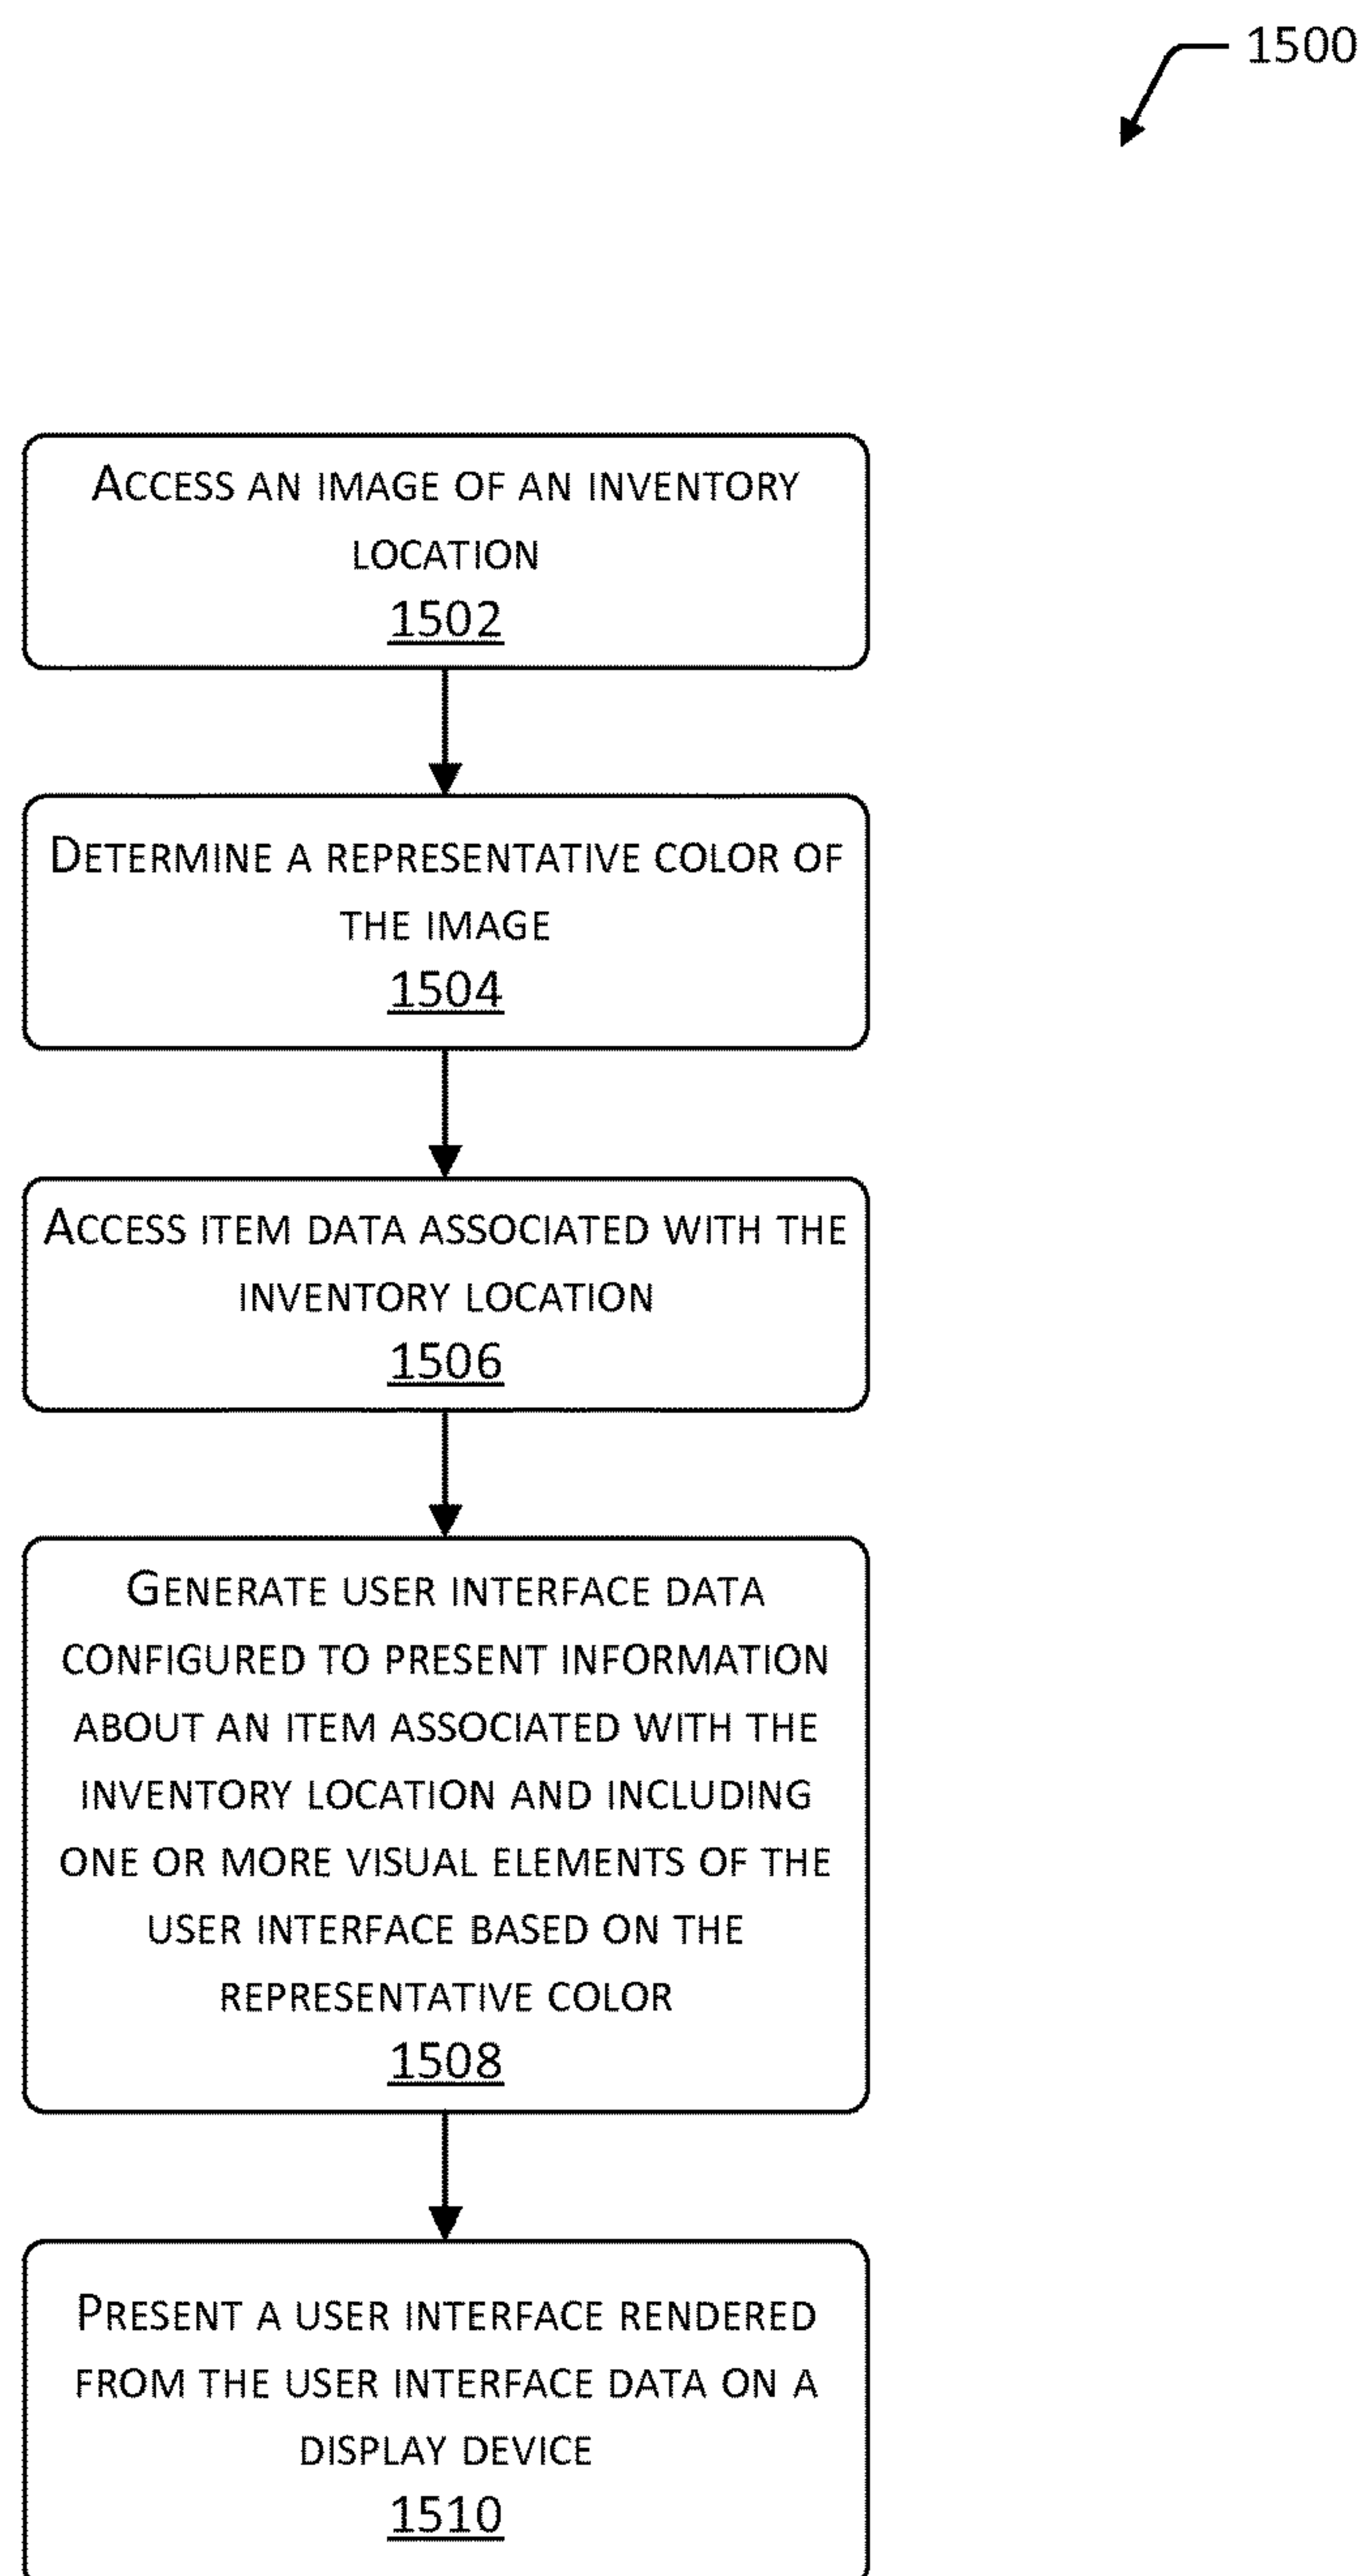 1500
ACCESS AN IMAGE OF AN INVENTORY
LOCATION
1502
DETERMINE A REPRESENTATIVE COLOR OF
THE IMAGE
1504
ACCESS ITEM DATA ASSOCIATED WITH THE
INVENTORY LOCATION
1506
GENERATE USER INTERFACE DATA
CONFIGURED TO PRESENT INFORMATION
ABOUT AN ITEM ASSOCIATED WITH THE
INVENTORY LOCATION AND INCLUDING
ONE OR MORE VISUAL ELEMENTS OF THE
USER INTERFACE BASED ON THE
REPRESENTATIVE COLOR
1508
PRESENT A USER INTERFACE RENDERED
FROM THE USER INTERFACE DATA ON A
DISPLAY DEVICE
1510